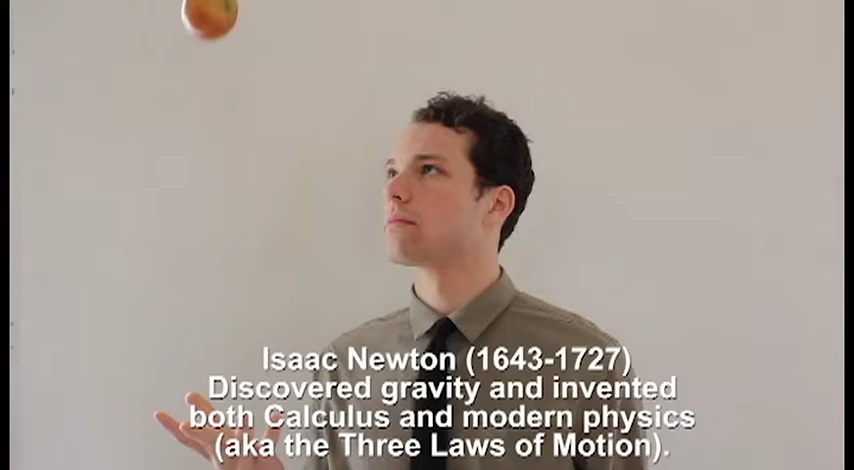 Isaac Newton (1643-1727)
Discovered gravity and invented
both Calculus and modern physics
(aka the Three Laws of Motion).